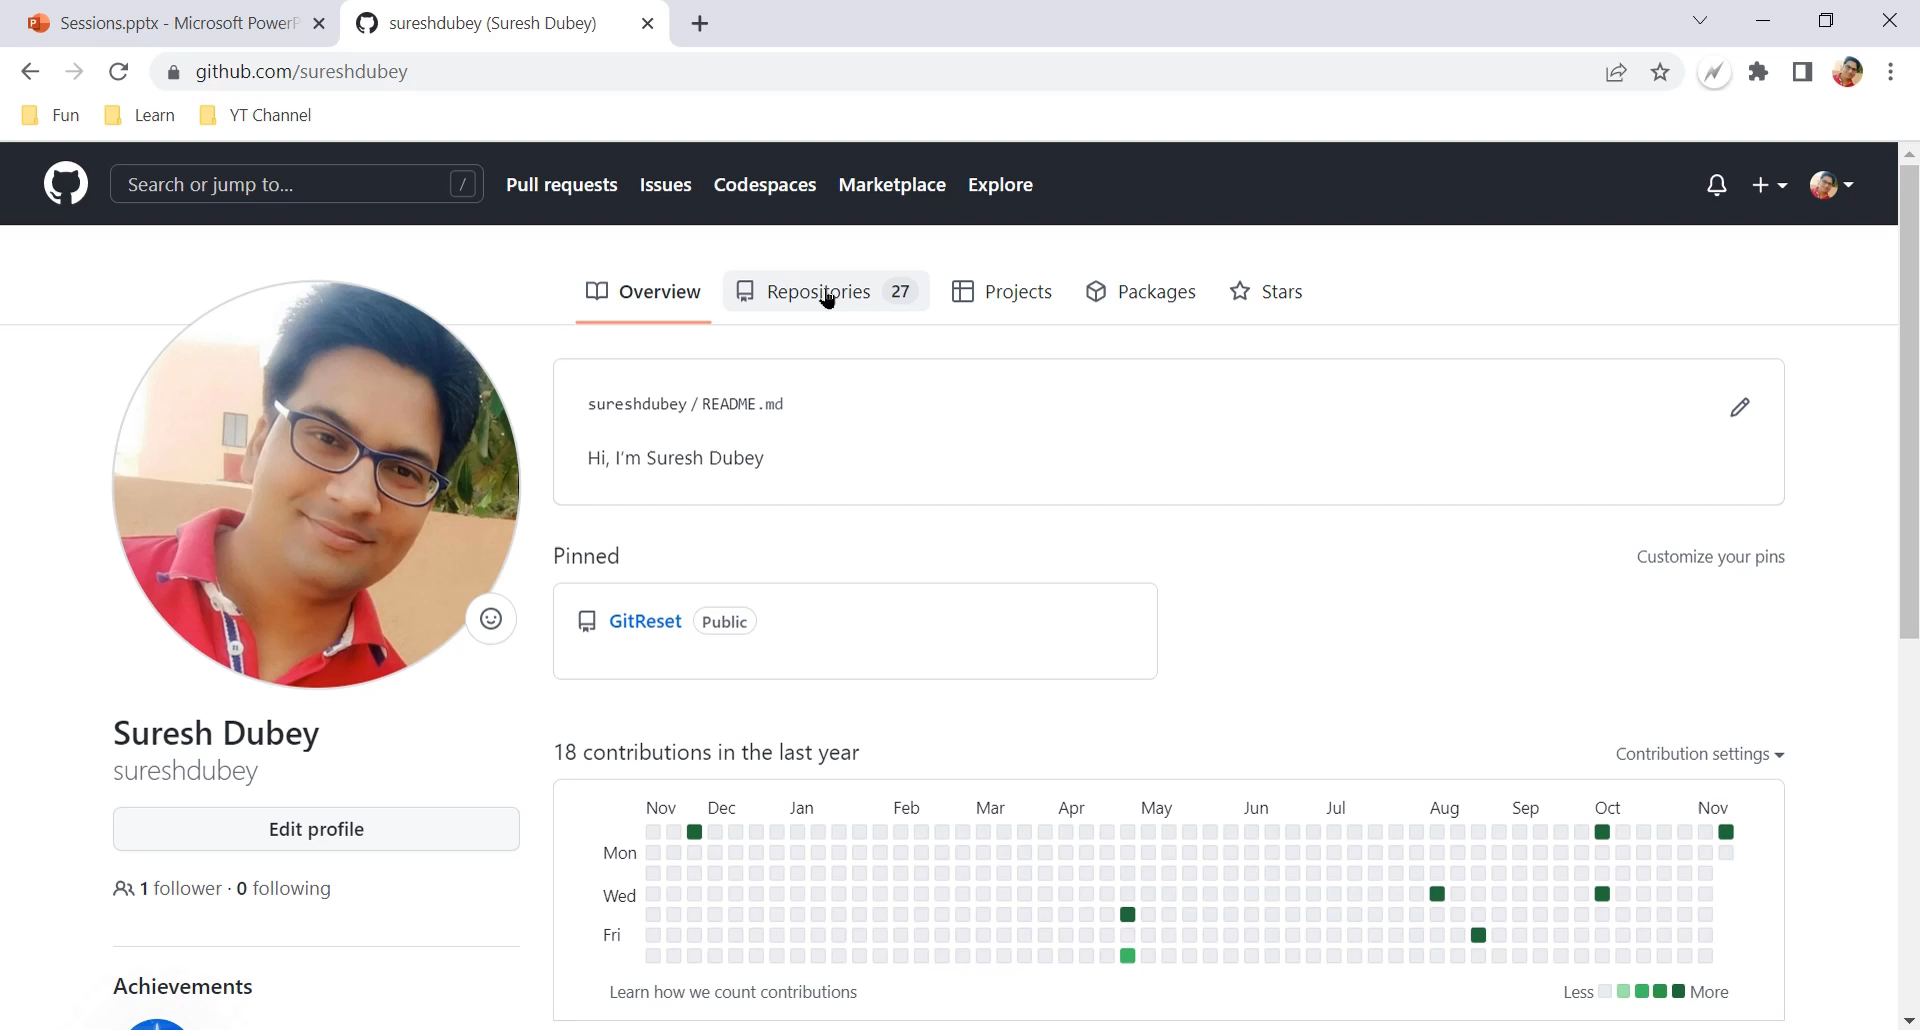 Sessions.pptx - Microsoft PowerP
sureshdubey (Suresh Dubey)
github.com/sureshdubey
Fun
Learn
YT Channel
Search or jump to...
/
Pull requests
Issues
Codespaces
Marketplace
Explore
Overview
Repositories 27
Projects
Packages
Stars
sureshdubey / README.md
Hi, I'm Suresh Dubey
Pinned
Customize your pins
GitReset Public
Suresh Dubey
sureshdubey
Edit profile
1 follower · 0 following
Achievements
18 contributions in the last year
Contribution settings
Nov Dec Jan Feb Mar Apr May Jun Jul Aug Sep Oct Nov
Mon
Wed
Fri
Learn how we count contributions
Less More